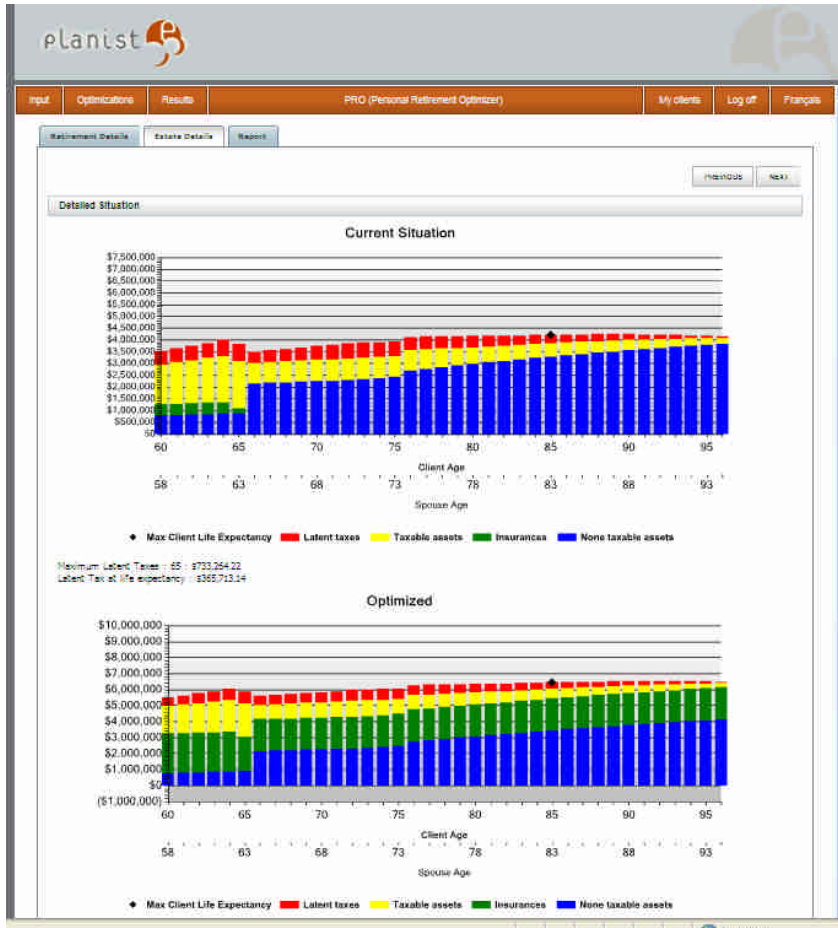 planist
Input Optimizations Results PRO (Personal Retirement Optimizer) My clients Log off Français
Retirement Details Estate Details Report
PREVIOUS NEXT
Detailed Situation
Current Situation
$7,500,000
$7,000,000
$6,500,000
$6,000,000
$5,500,000
$5,000,000
$4,500,000
$4,000,000
$3,500,000
$3,000,000
$2,500,000
$2,000,000
$1,500,000
$1,000,000
$500,000
$0
60 65 70 75 80 85 90 95
Client Age
58 63 68 73 78 83 88 93
Spouse Age
Max Client Life Expectancy Latent taxes Taxable assets Insurances None taxable assets
Maximum Latent Taxes : 65 : $733,264.22
Latent Tax at life expectancy : $365,713.14
Optimized
$10,000,000
$9,000,000
$8,000,000
$7,000,000
$6,000,000
$5,000,000
$4,000,000
$3,000,000
$2,000,000
$1,000,000
$0
($1,000,000)
60 65 70 75 80 85 90 95
Client Age
58 63 68 73 78 83 88 93
Spouse Age
Max Client Life Expectancy Latent taxes Taxable assets Insurances None taxable assets